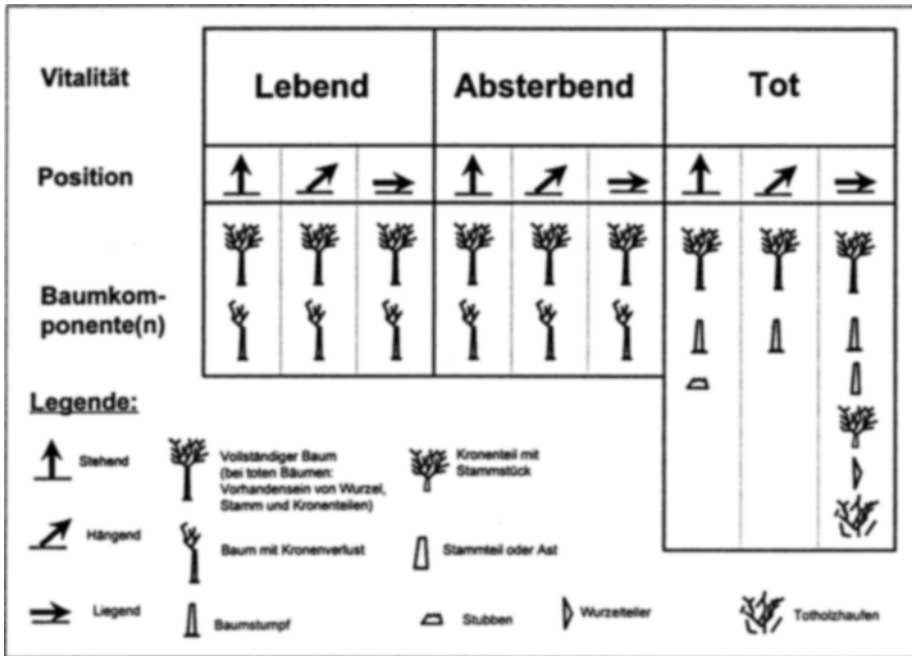 Vitalität
Lebend
Absterbend
Tot
Position
Baumkom-
ponente(n)
Legende:
Stehend
Vollständiger Baum
(bei toten Bäumen:
Vorhandensein von Wurzel,
Stamm und Kronenteilen)
Kronenteil mit
Stammstück
Hängend
Baum mit Kronenverlust
Stammteil oder Ast
Liegend
Baumstumpf
Stubben
Wurzelteller
Totholzhaufen